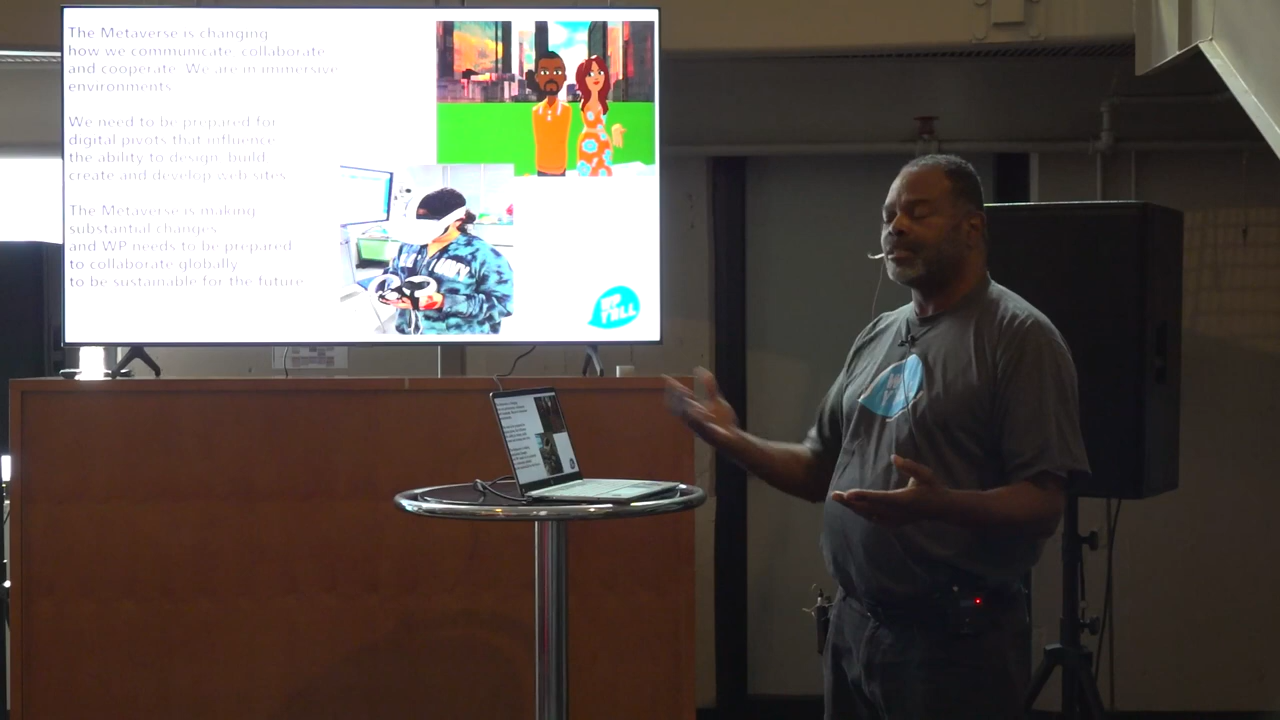 The Metaverse is changing
how we communicate, collaborate
and cooperate. We are in immersive
environments.
We need to be prepared for
digital pivots that influence
the ability to design, build
create and develop web sites
The Metaverse is making
substantial changes
and WP needs to be prepared
to collaborate globally
to be sustainable for the future
WP
YALL